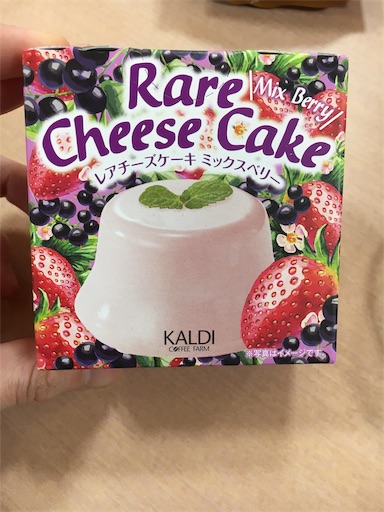 Rare
Mix Berry
Cheese Cake
レアチーズケーキ ミックスベリー
KALDI
COFFEE FARM
※写真はイメージです